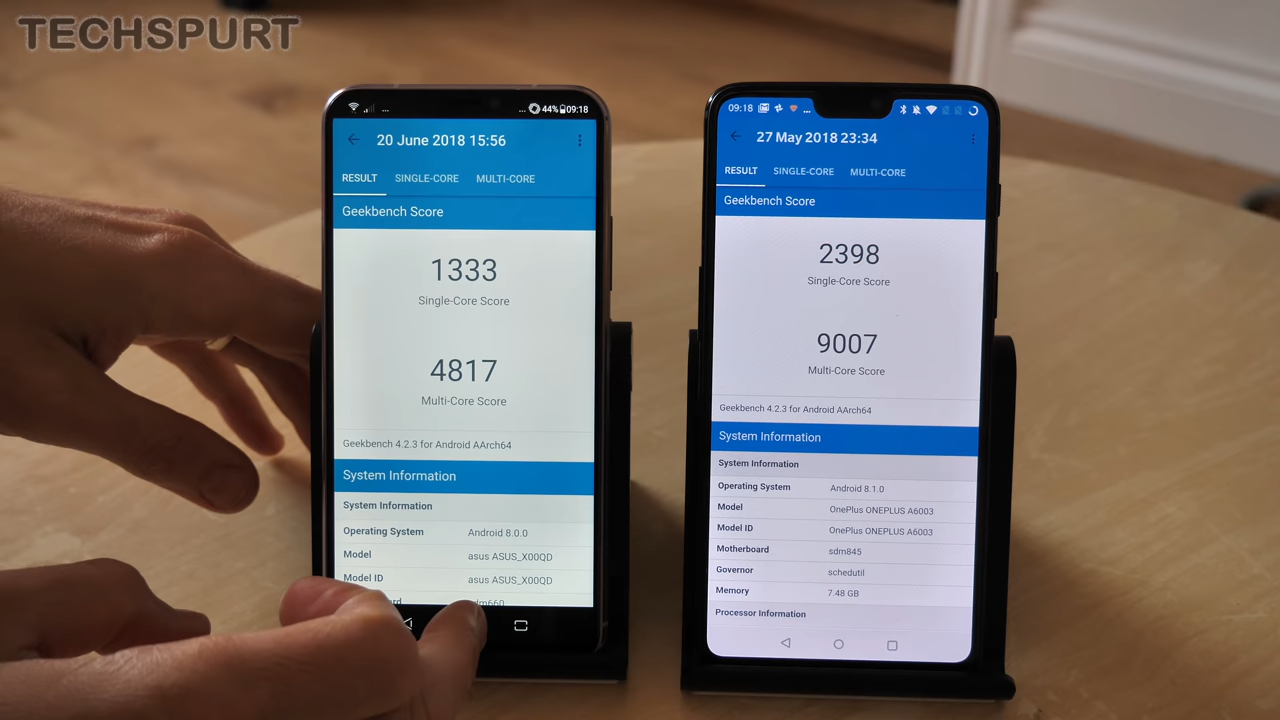 TECHSPURT
... 44% 09:18
20 June 2018 15:56
RESULT SINGLE-CORE MULTI-CORE
Geekbench Score
1333
Single-Core Score
4817
Multi-Core Score
Geekbench 4.2.3 for Android AArch64
System Information
System Information
Operating System Android 8.0.0
Model asus ASUS_X00QD
Model ID asus ASUS_X00QD
09:18 ...
27 May 2018 23:34
RESULT SINGLE-CORE MULTI-CORE
Geekbench Score
2398
Single-Core Score
9007
Multi-Core Score
Geekbench 4.2.3 for Android AArch64
System Information
System Information
Operating System Android 8.1.0
Model OnePlus ONEPLUS A6003
Model ID OnePlus ONEPLUS A6003
Motherboard sdm845
Governor schedutil
Memory 7.48 GB
Processor Information